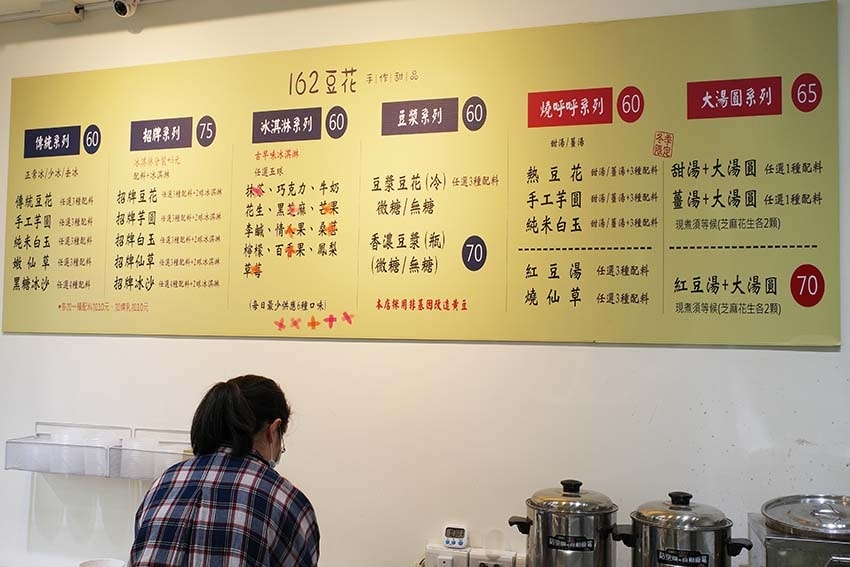 162豆花 手作甜品
傳統系列 60
正常冰/少冰/去冰
傳統豆花 任選3種配料
手工芋圓 任選3種配料
純米白玉 任選3種配料
嫩仙草 任選3種配料
黑糖冰沙 任選4種配料
招牌系列 75
配料+2球冰淇淋
招牌豆花 任選3種配料+2球冰淇淋
招牌芋圓 任選3種配料+2球冰淇淋
招牌白玉 任選3種配料+2球冰淇淋
招牌仙草 任選3種配料+2球冰淇淋
招牌冰沙 任選4種配料+2球冰淇淋
冰淇淋系列 60
古早味冰淇淋
任選五球
抹茶、巧克力、牛奶
花生、黑芝麻、芒果
李鹹、情人果、桑葚
檸檬、百香果、鳳梨
草莓
(每日最少供應6種口味)
豆漿系列 60
豆漿豆花(冷) 任選3種配料
微糖/無糖
香濃豆漿(瓶) 70
(微糖/無糖)
本店採用非基因改造黃豆
燒呼呼系列 60
甜湯/薑湯
熱豆花 甜湯/薑湯+3種配料
手工芋圓 甜湯/薑湯+3種配料
純米白玉 甜湯/薑湯+3種配料
紅豆湯 任選3種配料
燒仙草 任選3種配料
冬季限定
大湯圓系列 65
甜湯+大湯圓 任選1種配料
薑湯+大湯圓 任選1種配料
現煮須等候(芝麻花生各2顆)
紅豆湯+大湯圓 70
現煮須等候(芝麻花生各2顆)